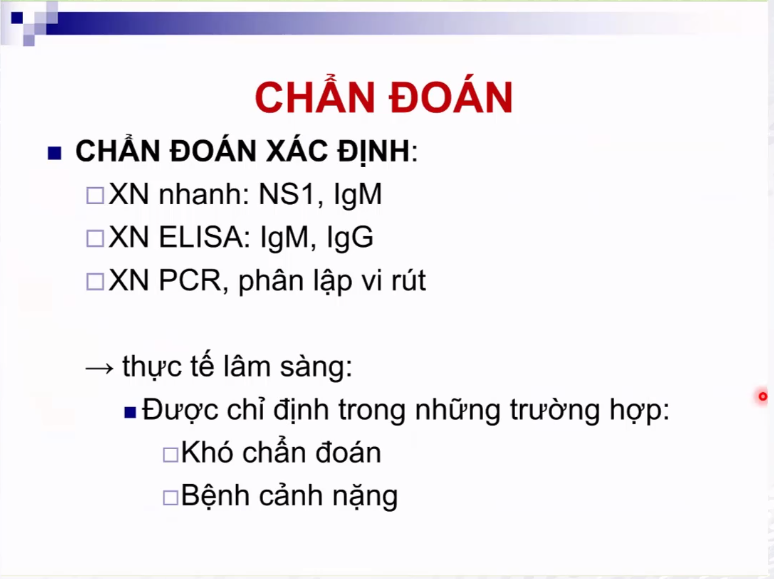 CHẨN ĐOÁN
CHẨN ĐOÁN XÁC ĐỊNH:
XN nhanh: NS1, IgM
XN ELISA: IgM, IgG
XN PCR, phân lập vi rút
→ thực tế lâm sàng:
Được chỉ định trong những trường hợp:
Khó chẩn đoán
Bệnh cảnh nặng